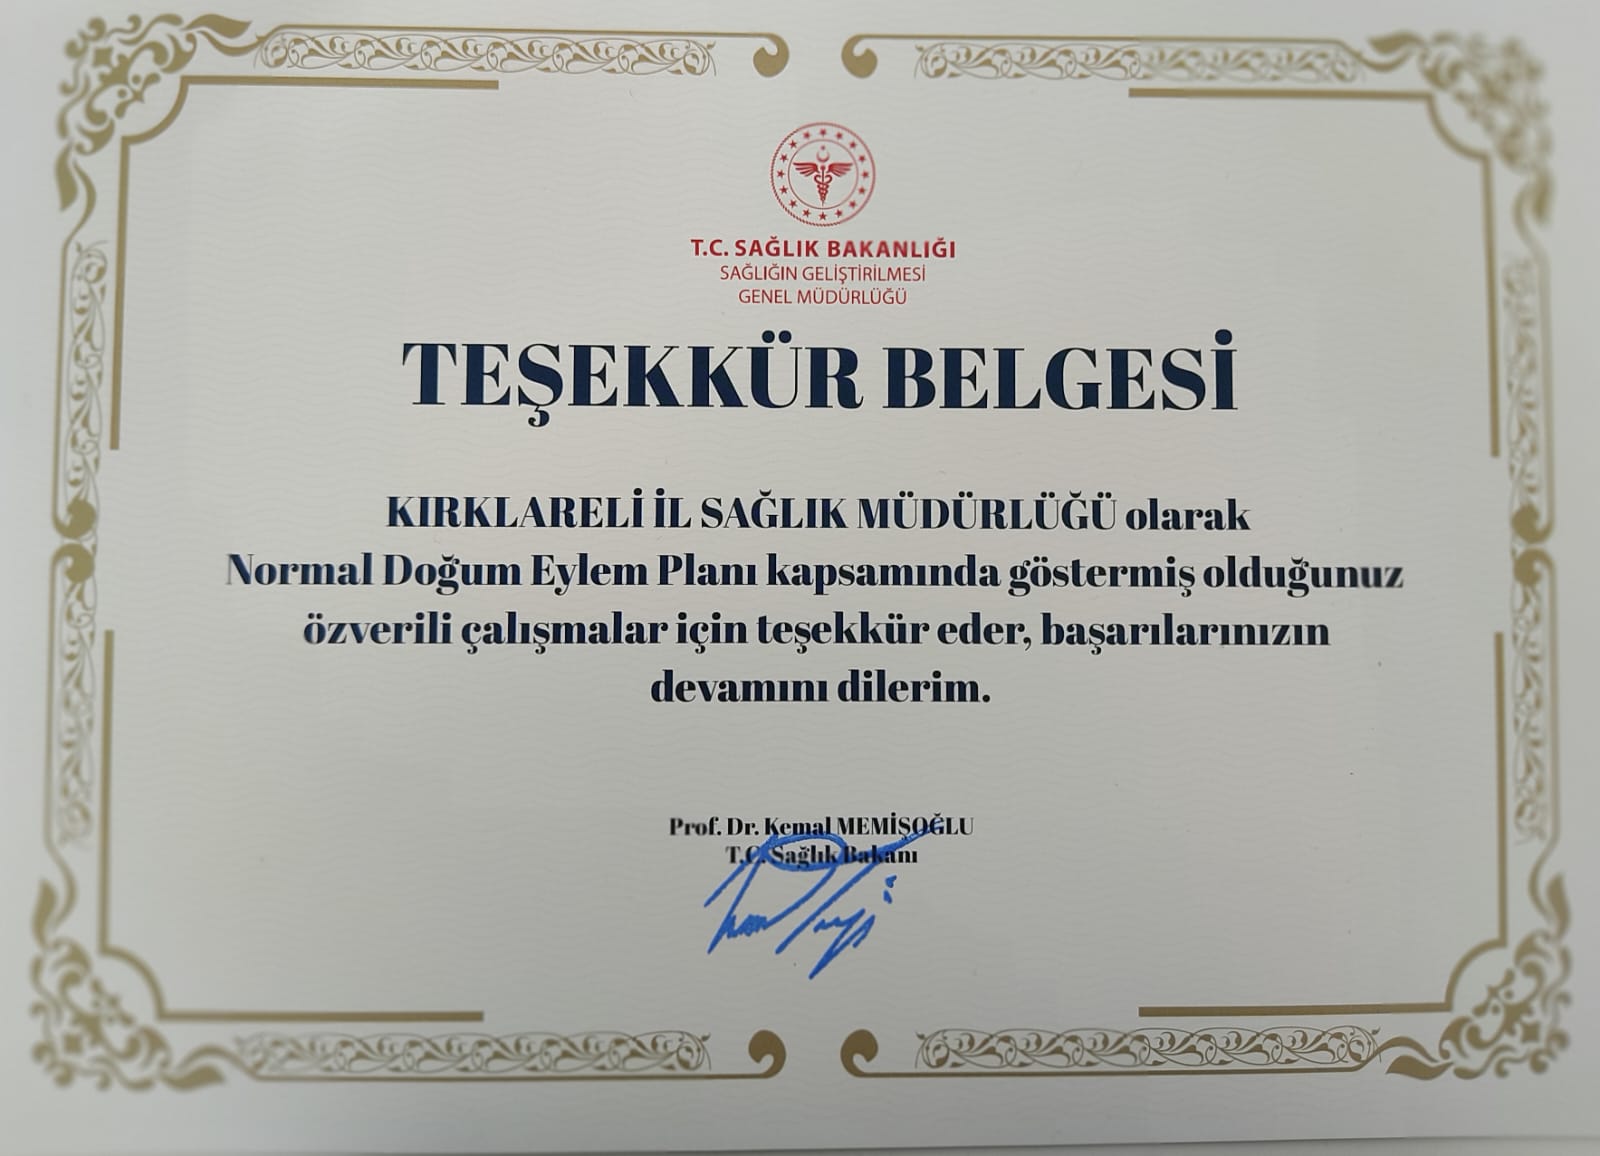 T.C. SAĞLIK BAKANLIĞI
SAĞLIĞIN GELİŞTİRİLMESİ
GENEL MÜDÜRLÜĞÜ
TEŞEKKÜR BELGESİ
KIRKLARELİ İL SAĞLIK MÜDÜRLÜĞÜ olarak
Normal Doğum Eylem Planı kapsamında göstermiş olduğunuz
özverili çalışmalar için teşekkür eder, başarılarınızın
devamını dilerim.
Prof. Dr. Kemal MEMİŞOĞLU
T.C. Sağlık Bakanı